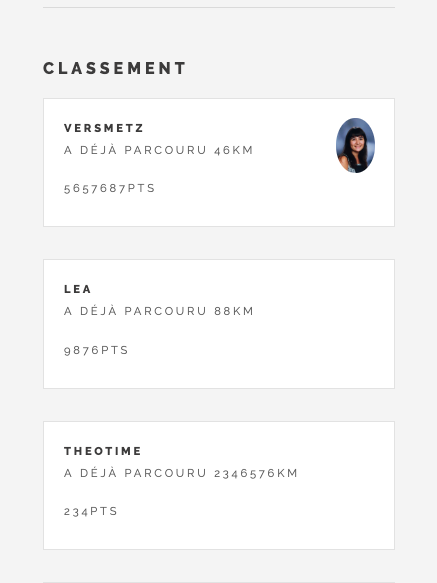 CLASSEMENT
VERSMETZ
A DÉJÀ PARCOURU 46KM
5657687PTS
LEA
A DÉJÀ PARCOURU 88KM
9876PTS
THEOTIME
A DÉJÀ PARCOURU 2346576KM
234PTS